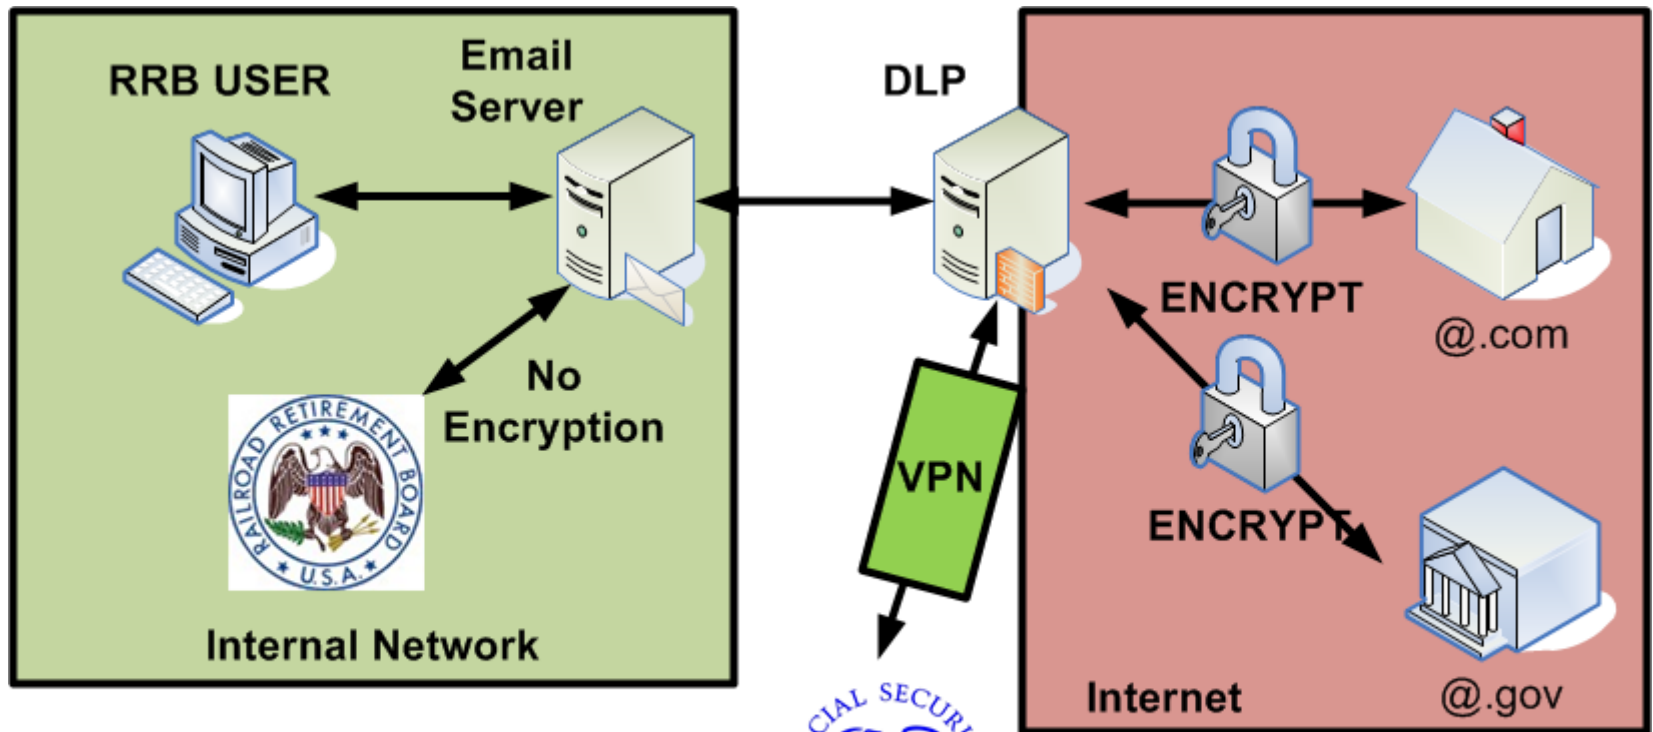 RRB USER
Email
Server
DLP
ENCRYPT
@.com
No
Encryption
RAILROAD RETIREMENT BOARD
U.S.A.
VPN
ENCRYPT
Internal Network
Internet
@.gov